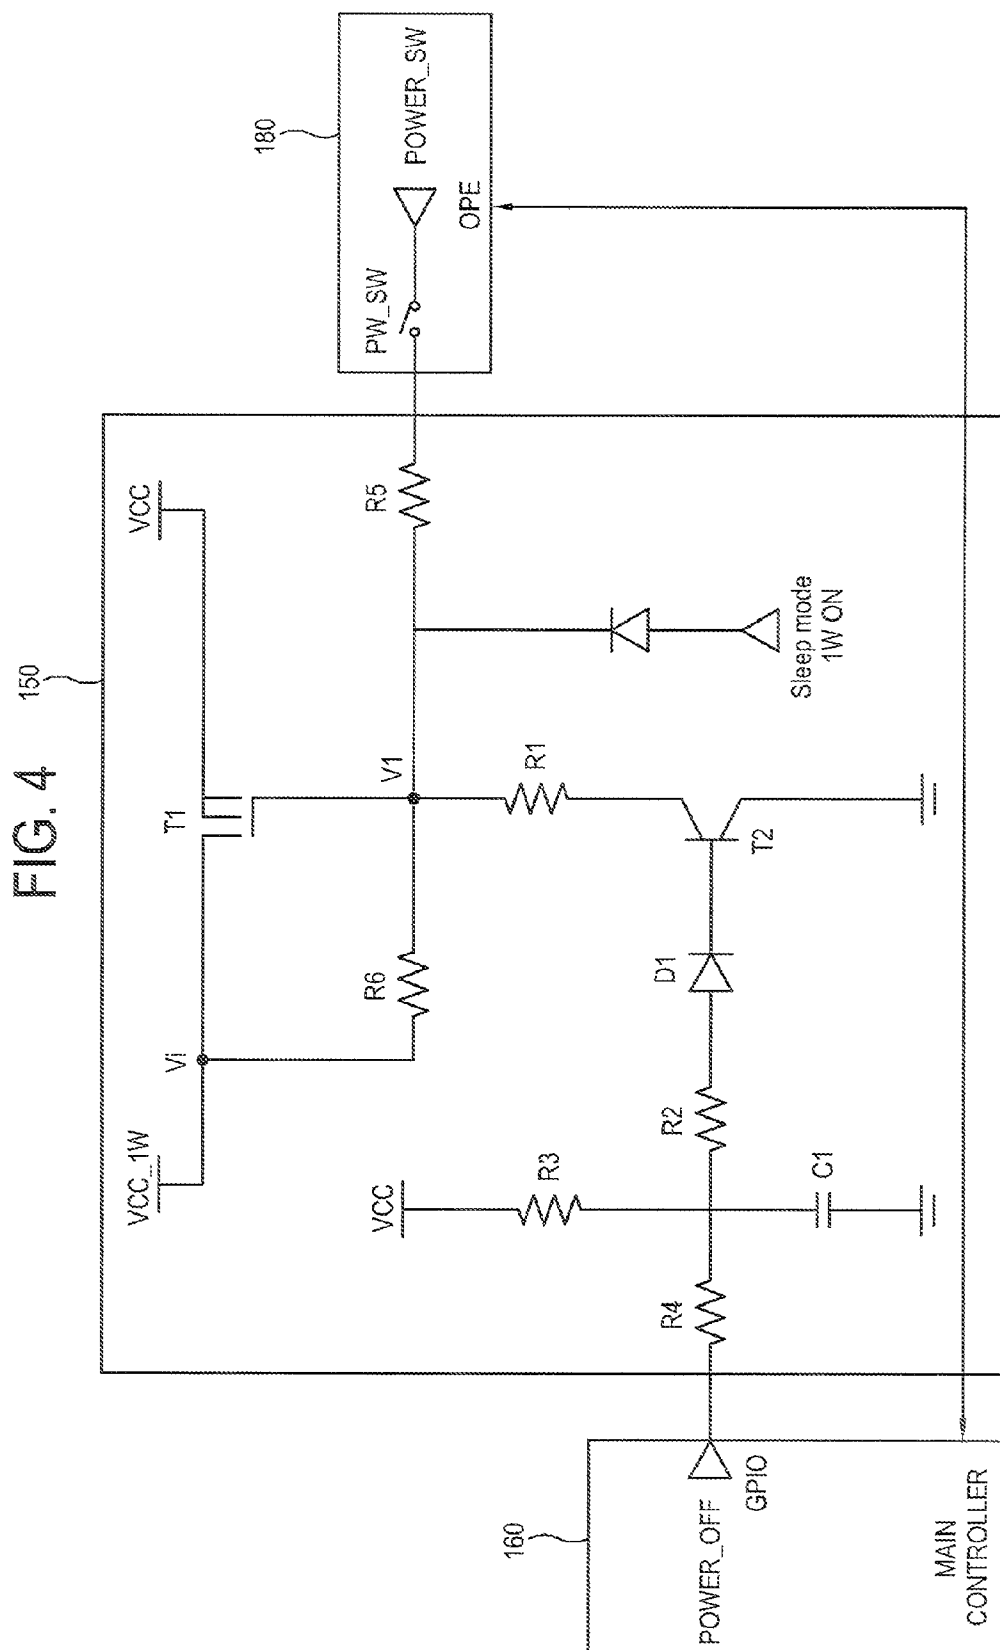 FIG. 4
150
VCC_1W
Vi
T1
VCC
180
PW_SW
POWER_SW
OPE
R6
V1
R5
VCC
R3
R1
Sleep mode
1W ON
160
POWER_OFF
GPIO
R4
R2
D1
T2
C1
MAIN
CONTROLLER